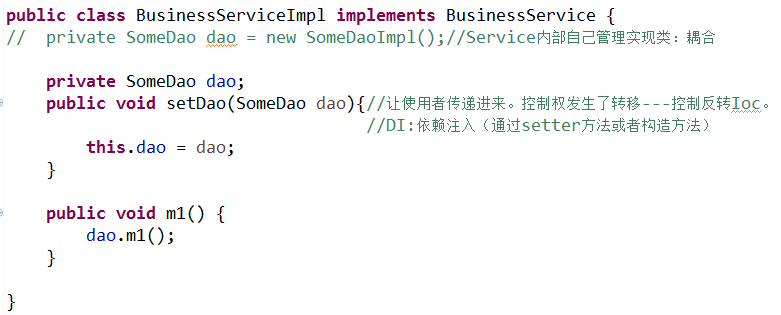 public class BusinessServiceImpl implements BusinessService {
//  private SomeDao dao = new SomeDaoImpl();//Service内部自己管理实现类：耦合
private SomeDao dao;
public void setDao(SomeDao dao){//让使用者传递进来。控制权发生了转移---控制反转Ioc。
//DI:依赖注入（通过setter方法或者构造方法）
this.dao = dao;
}
public void m1() {
dao.m1();
}
}